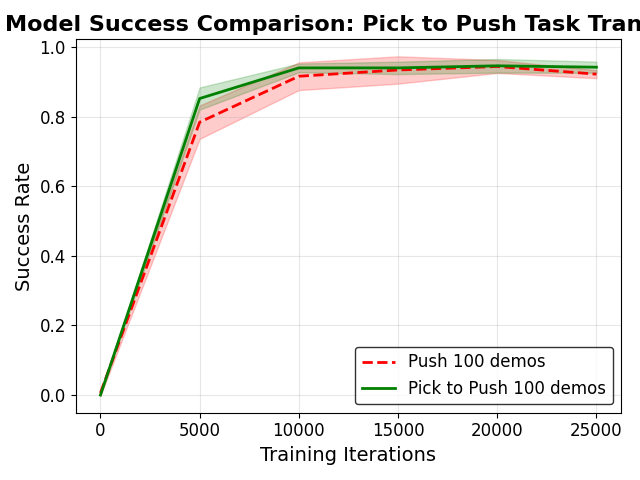 Model Success Comparison: Pick to Push Task Tran
1.0
0.8
0.6
0.4
0.2
0.0
Success Rate
Push 100 demos
Pick to Push 100 demos
0 5000 10000 15000 20000 25000
Training Iterations